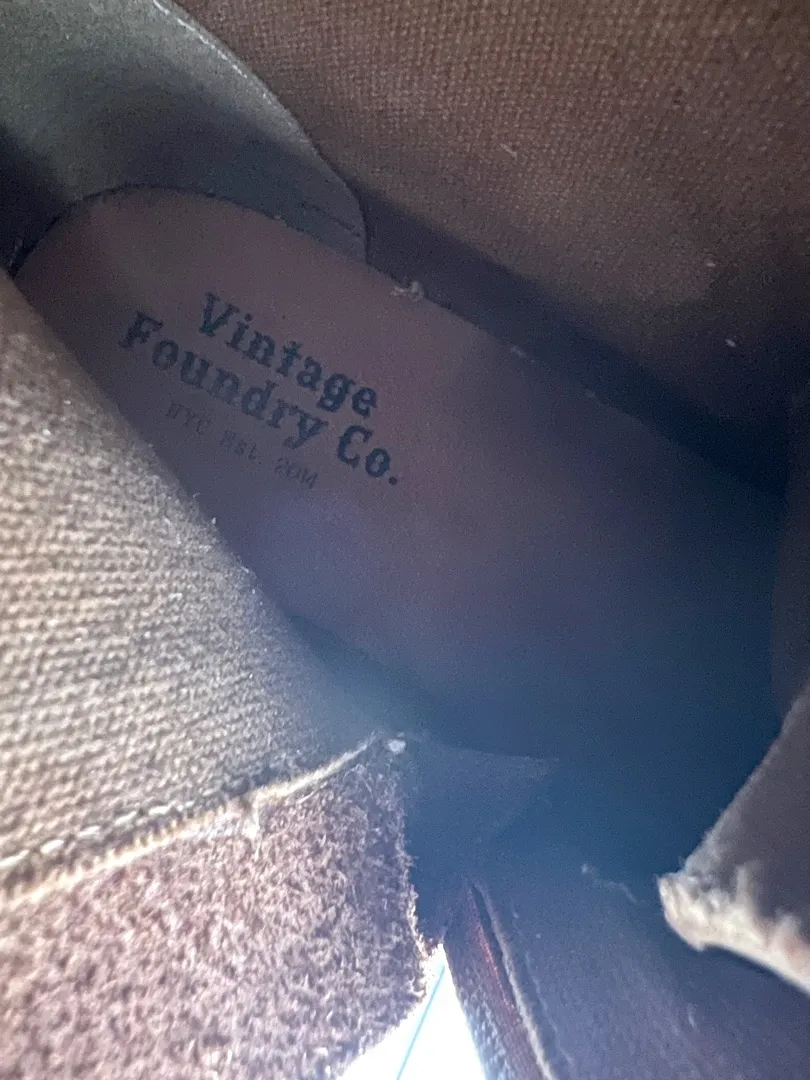 Vintage
Foundry Co.
NYC Est. 2014